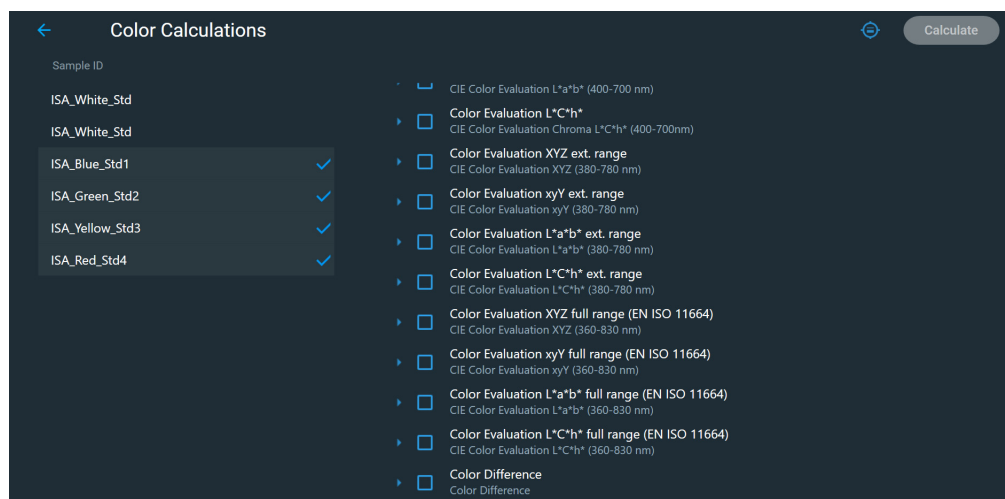 Color Calculations
Calculate
Sample ID
ISA_White_Std
ISA_White_Std
ISA_Blue_Std1
ISA_Green_Std2
ISA_Yellow_Std3
ISA_Red_Std4
CIE Color Evaluation L*a*b* (400-700 nm)
Color Evaluation L*C*h*
CIE Color Evaluation Chroma L*C*h* (400-700nm)
Color Evaluation XYZ ext. range
CIE Color Evaluation XYZ (380-780 nm)
Color Evaluation xyY ext. range
CIE Color Evaluation xyY (380-780 nm)
Color Evaluation L*a*b* ext. range
CIE Color Evaluation L*a*b* (380-780 nm)
Color Evaluation L*C*h* ext. range
CIE Color Evaluation L*C*h* (380-780 nm)
Color Evaluation XYZ full range (EN ISO 11664)
CIE Color Evaluation XYZ (360-830 nm)
Color Evaluation xyY full range (EN ISO 11664)
CIE Color Evaluation xyY (360-830 nm)
Color Evaluation L*a*b* full range (EN ISO 11664)
CIE Color Evaluation L*a*b* (360-830 nm)
Color Evaluation L*C*h* full range (EN ISO 11664)
CIE Color Evaluation L*C*h* (360-830 nm)
Color Difference
Color Difference